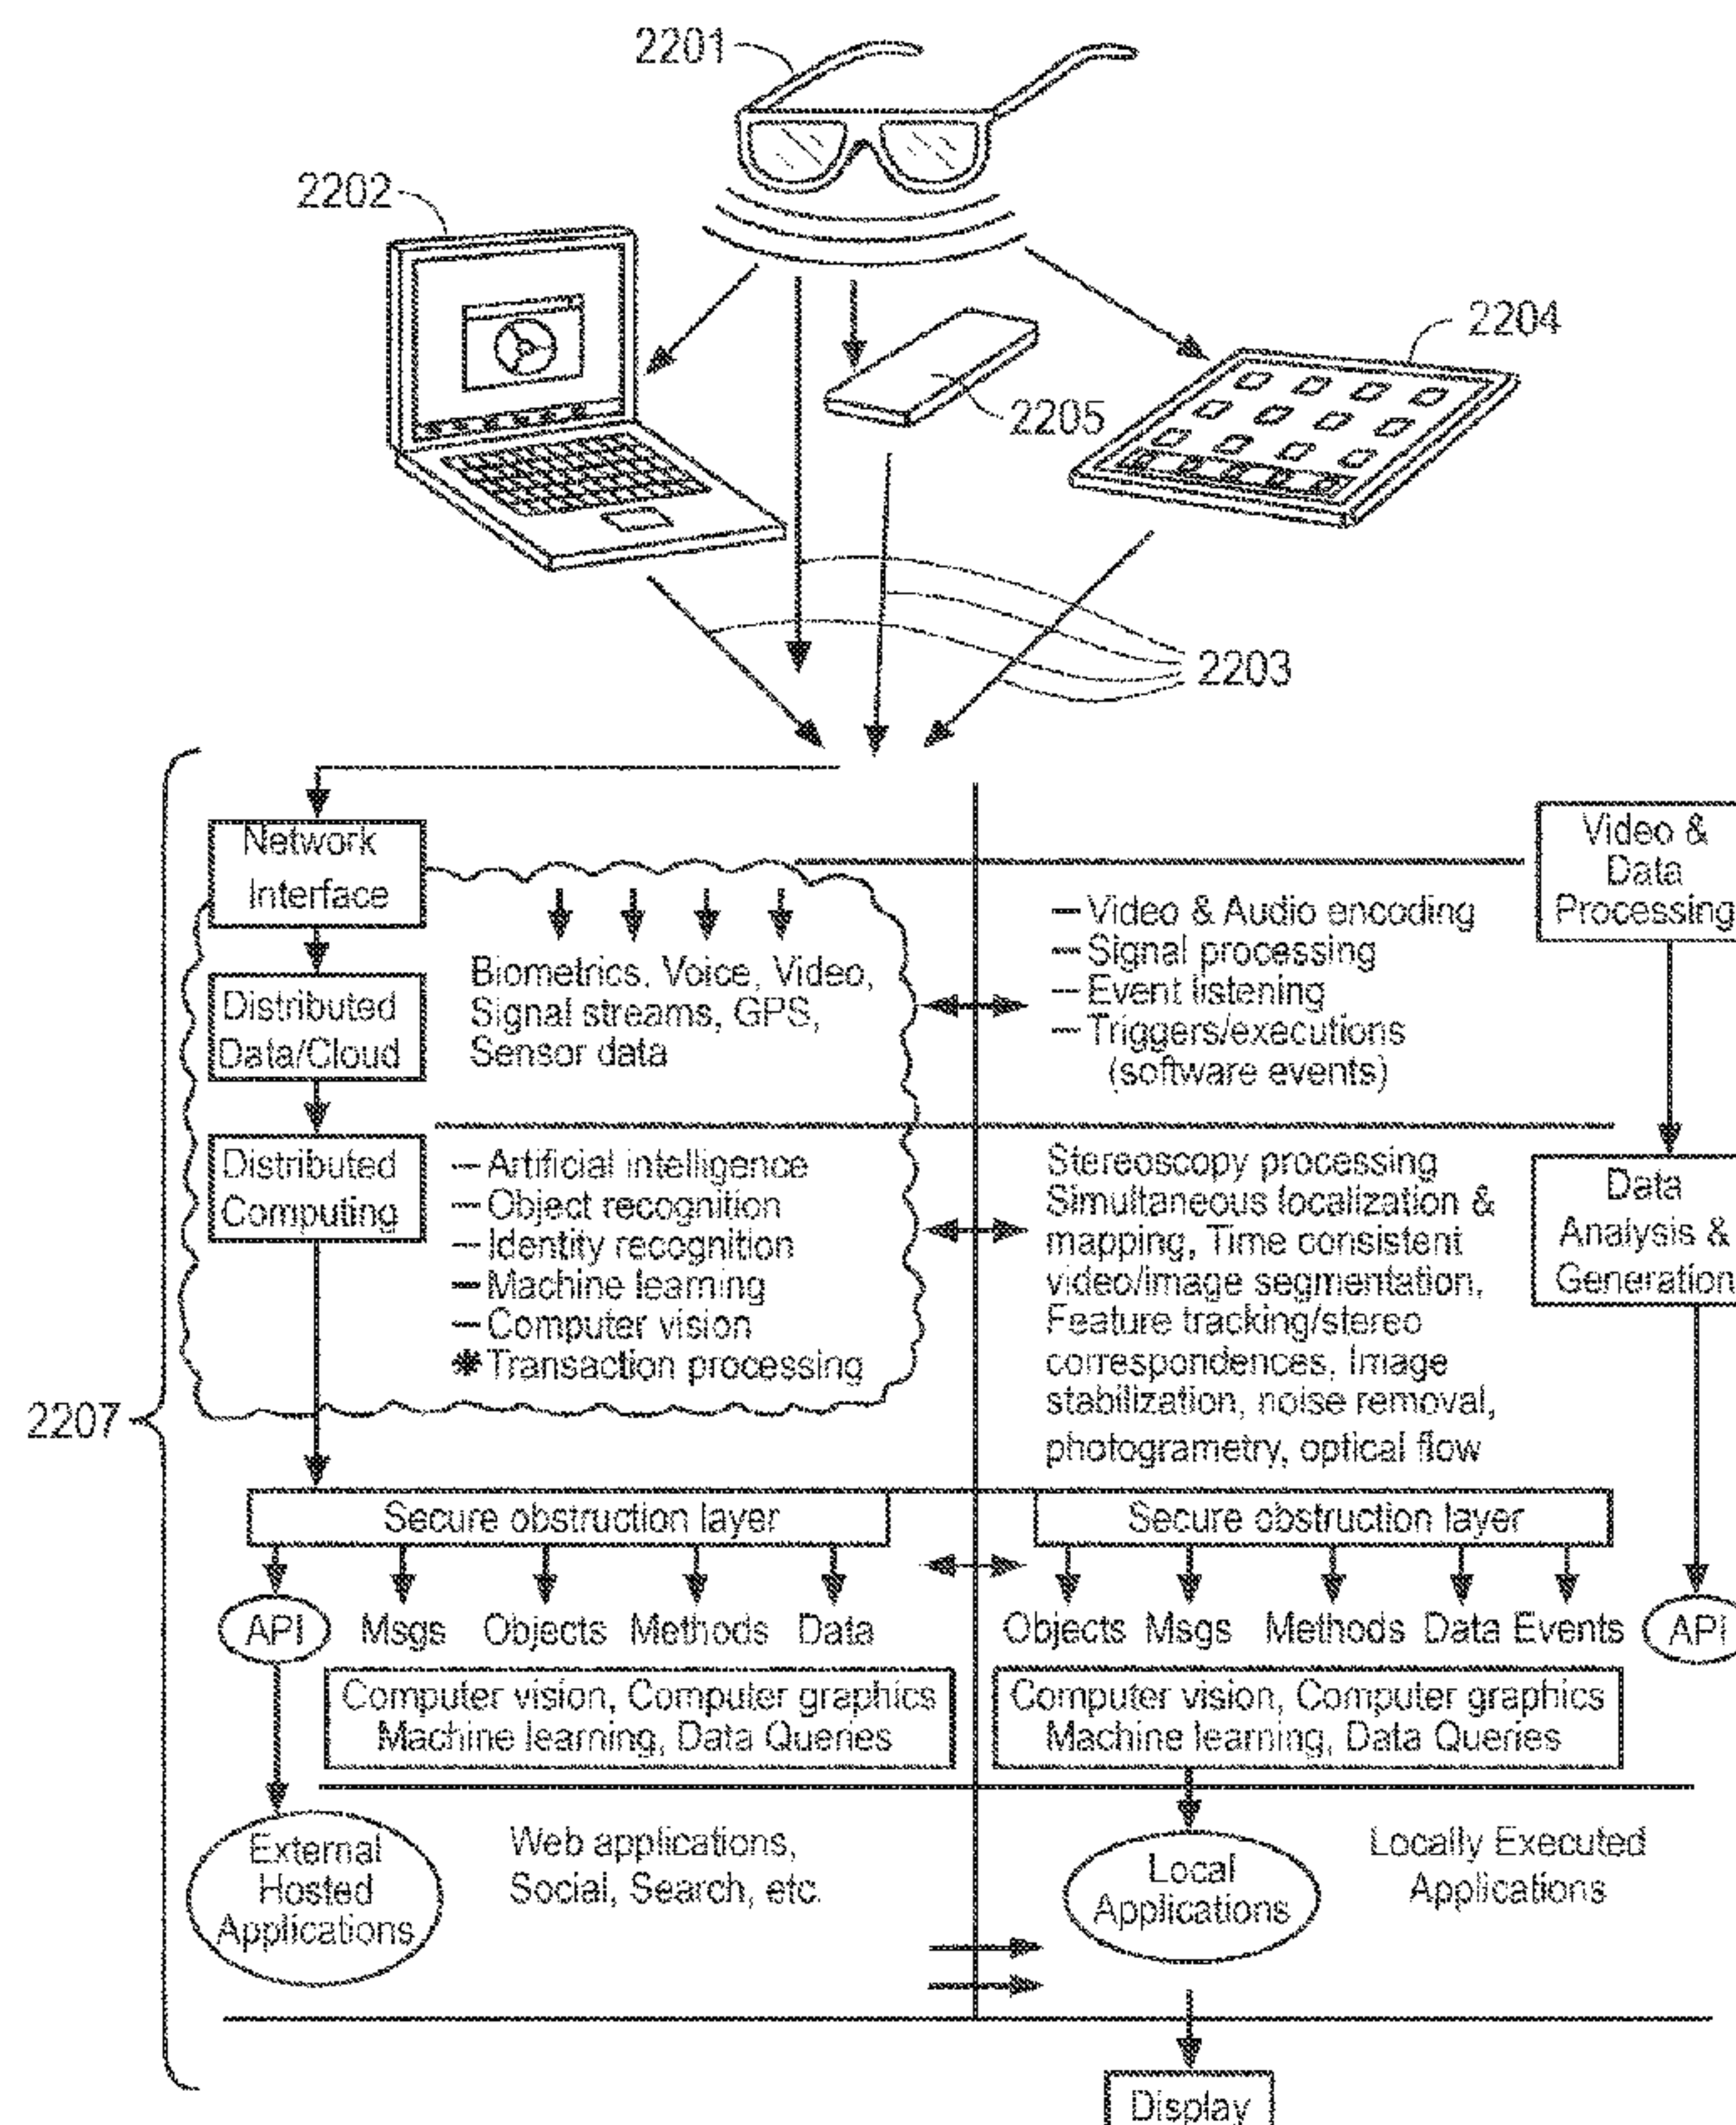 2201
2202
2204
2205
2203
2207
Network
Interface
Distributed
Data/Cloud
Distributed
Computing
Biometrics, Voice, Video,
Signal streams, GPS,
Sensor data
– Artificial intelligence
– Object recognition
– Identity recognition
– Machine learning
– Computer vision
* Transaction processing
– Video & Audio encoding
– Signal processing
– Event listening
– Triggers/executions
(software events)
Video &
Data
Processing
Stereoscopy processing
Simultaneous localization &
mapping, Time consistent
video/image segmentation,
Feature tracking/stereo
correspondences, Image
stabilization, noise removal,
photogrametry, optical flow
Data
Analysis &
Generation
Secure obstruction layer
API Msgs Objects Methods Data
Computer vision, Computer graphics
Machine learning, Data Queries
Secure obstruction layer
Objects Msgs Methods Data Events API
Computer vision, Computer graphics
Machine learning, Data Queries
External
Hosted
Applications
Web applications,
Social, Search, etc.
Local
Applications
Locally Executed
Applications
Display